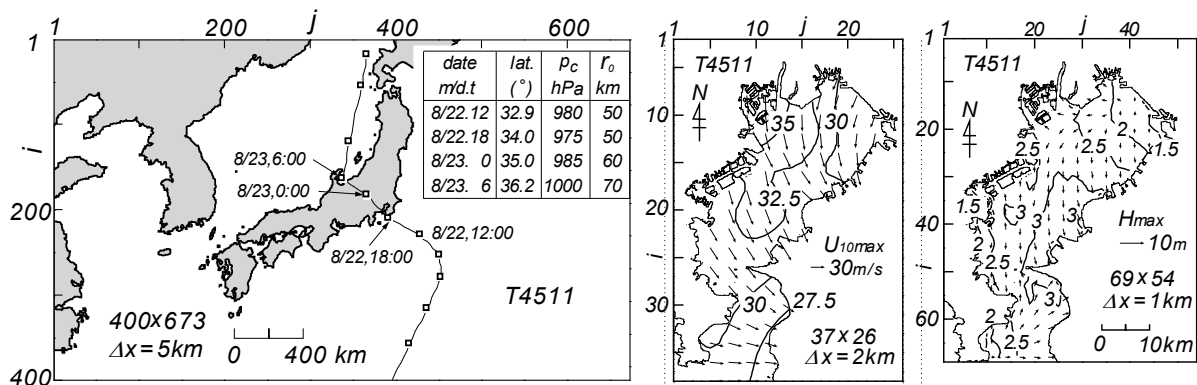 1 200 j 400 600
1
date lat. pc r0
m/d.t (°) hPa km
8/22.12 32.9 980 50
8/22.18 34.0 975 50
8/23. 0 35.0 985 60
8/23. 6 36.2 1000 70
i
8/23,6:00
8/23,0:00
200
8/22,12:00
8/22,18:00
T4511
400x673
Δx=5km
0 400 km
400
1 10 j 20
1
T4511
N
10
35 30
20
32.5
i
U10max
30m/s
30
30 27.5
37x26
Δx=2km
1 20 j 40
1
T4511
N
20
2
2.5 2.5 1.5
1.5
40
3 3 3
Hmax
10m
2
2.5
i
69x54
Δx=1km
3
60
2
2.5
0 10km